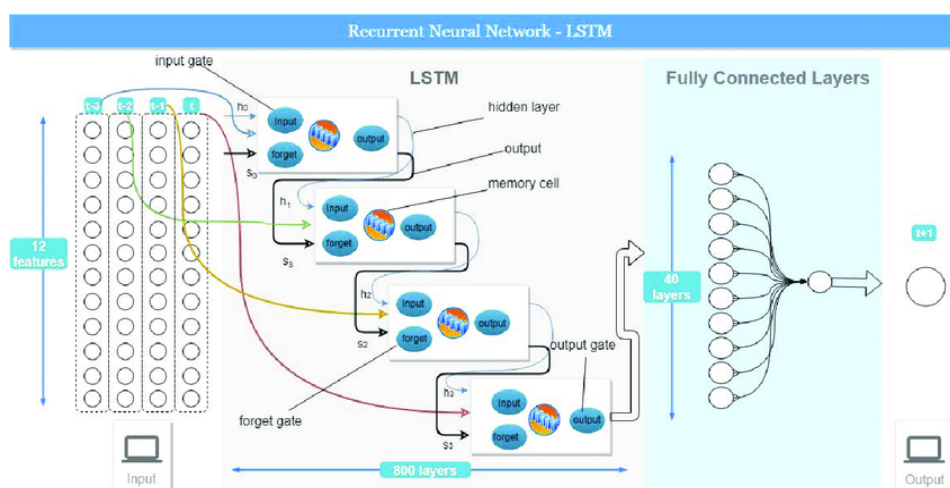 Recurrent Neural Network - LSTM
input gate
LSTM
Fully Connected Layers
t-3
t-2
t-1
t
h0
Input
output
forget
s0
hidden layer
output
memory cell
h1
Input
output
forget
s3
12
features
h2
Input
output
forget
s2
forget gate
output gate
h3
Input
output
forget
s3
40
layers
t+1
800 layers
Input
Output